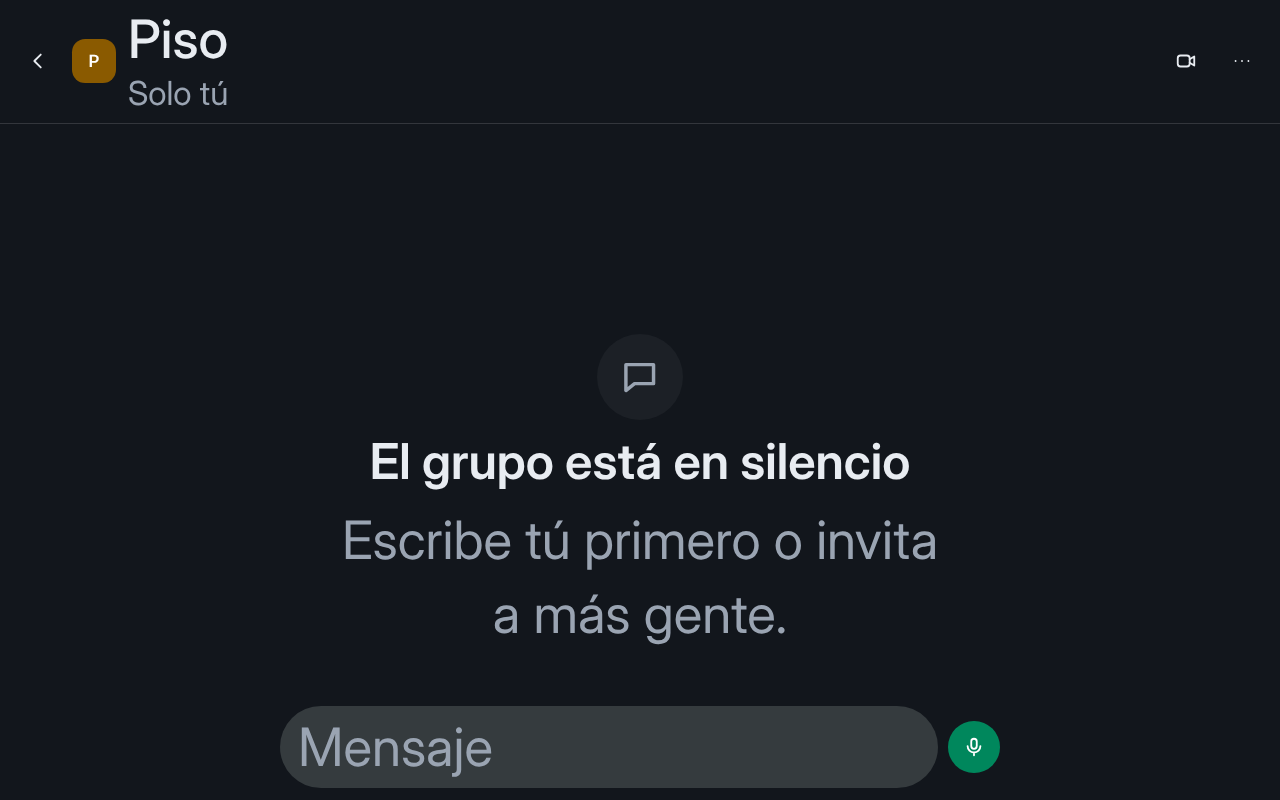 P
Piso
Solo tú
El grupo está en silencio
Escribe tú primero o invita
a más gente.
Mensaje